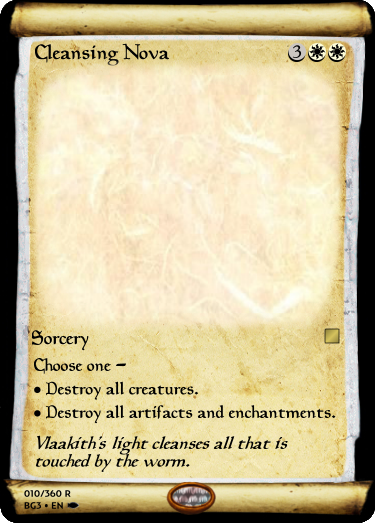 Cleansing Nova 3
Sorcery
Choose one –
• Destroy all creatures.
• Destroy all artifacts and enchantments.
Vlaakith's light cleanses all that is
touched by the worm.
010/360 R
BG3 • EN